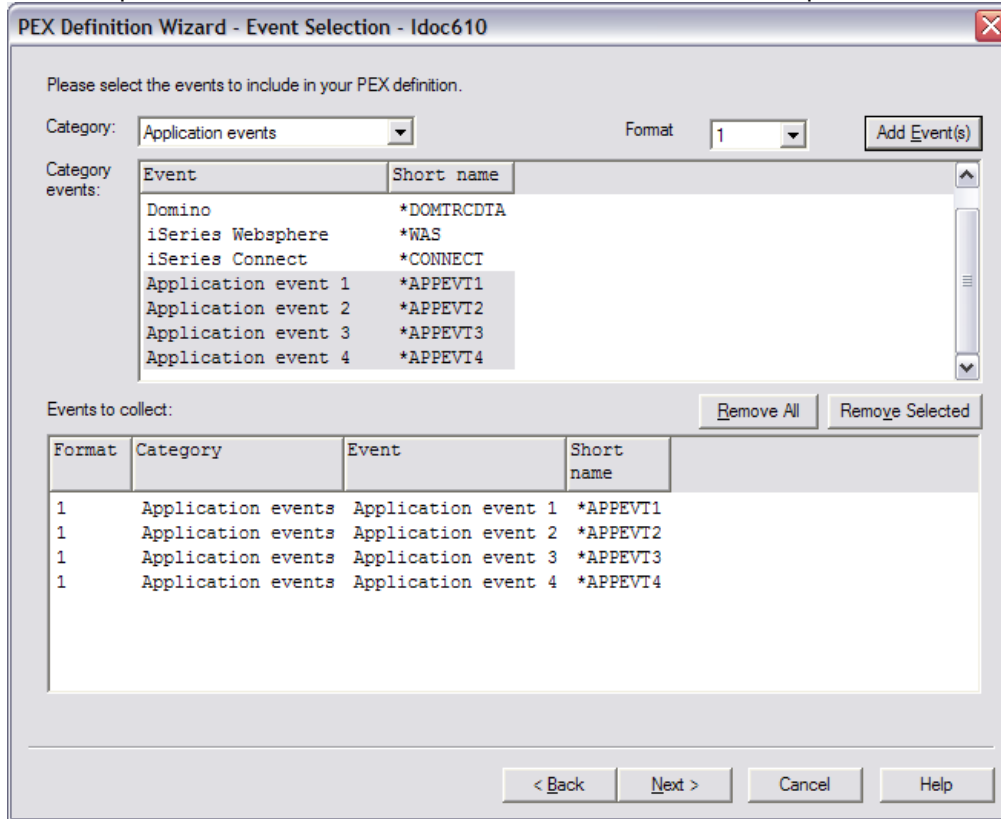 PEX Definition Wizard - Event Selection - Idoc610
Please select the events to include in your PEX definition.
Category: Application events Format 1 Add Event(s)
Category events:
Event Short name
Domino *DOMTRCDTA
iSeries Websphere *WAS
iSeries Connect *CONNECT
Application event 1 *APPEVT1
Application event 2 *APPEVT2
Application event 3 *APPEVT3
Application event 4 *APPEVT4
Events to collect: Remove All Remove Selected
Format Category Event Short name
1 Application events Application event 1 *APPEVT1
1 Application events Application event 2 *APPEVT2
1 Application events Application event 3 *APPEVT3
1 Application events Application event 4 *APPEVT4
< Back Next > Cancel Help